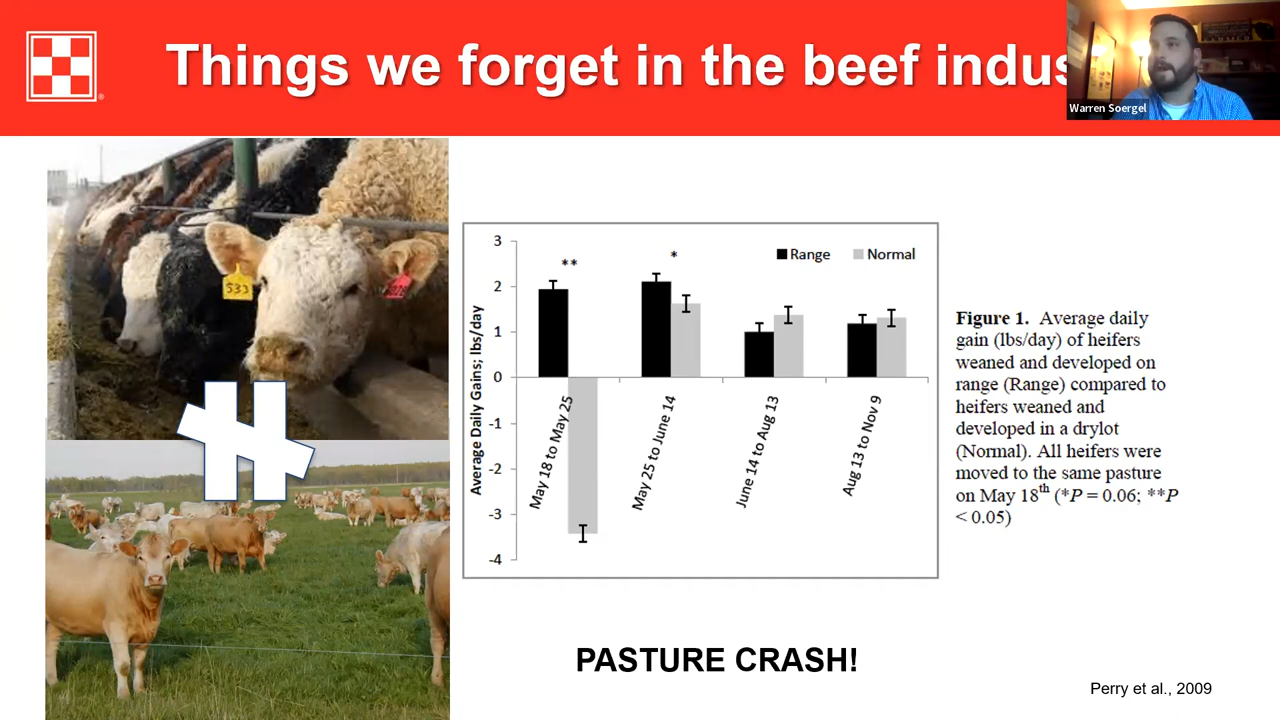 Things we forget in the beef indus
Warren Soergel
533
3
2
1
0
-1
-2
-3
-4
Average Daily Gains; lbs/day
** *
Range Normal
May 18 to May 25
May 25 to June 14
June 14 to Aug 13
Aug 13 to Nov 9
Figure 1. Average daily
gain (lbs/day) of heifers
weaned and developed on
range (Range) compared to
heifers weaned and
developed in a drylot
(Normal). All heifers were
moved to the same pasture
on May 18th (*P = 0.06; **P
< 0.05)
PASTURE CRASH!
Perry et al., 2009